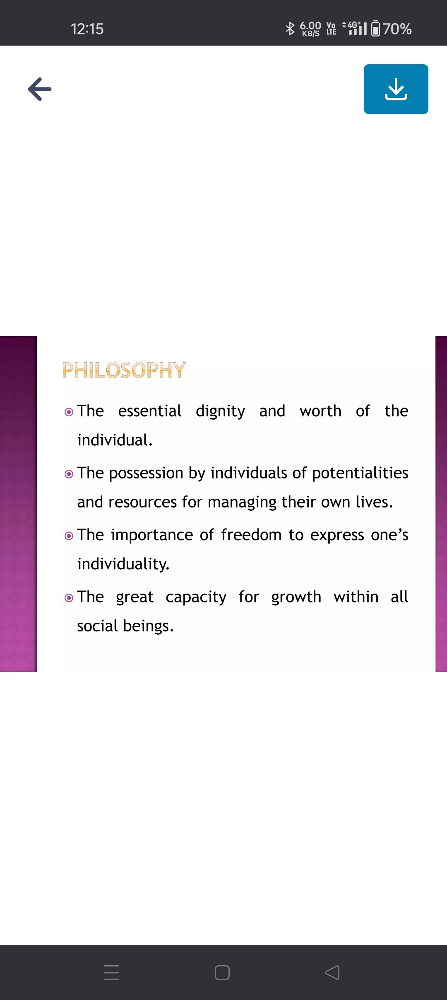 12:15
6.00 KB/S Vo LTE 4G+ 70%
PHILOSOPHY
The essential dignity and worth of the
individual.
The possession by individuals of potentialities
and resources for managing their own lives.
The importance of freedom to express one’s
individuality.
The great capacity for growth within all
social beings.